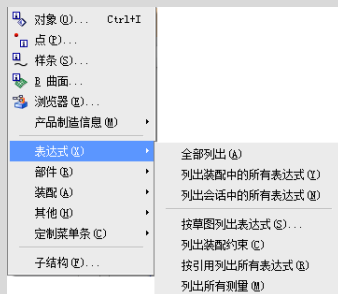 对象(O)... Ctrl+I
点(P)...
样条(S)...
B 曲面...
浏览器(E)...
产品制造信息(M)
表达式(X)
部件(R)
装配(A)
其他(H)
定制菜单条(C)
子结构(F)...
全部列出(A)
列出装配中的所有表达式(Y)
列出会话中的所有表达式(N)
按草图列出表达式(S)...
列出装配约束(C)
按引用列出所有表达式(R)
列出所有测量(M)